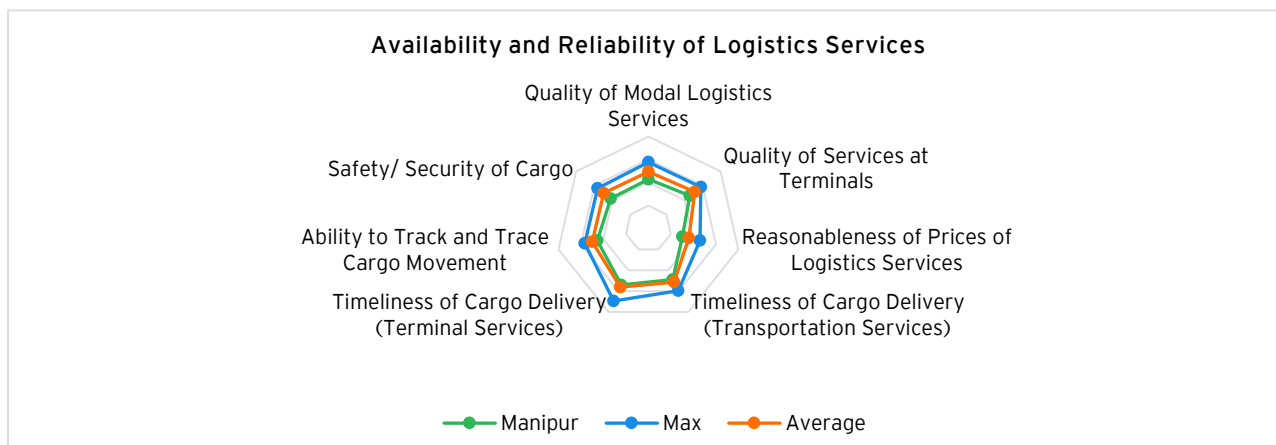 Availability and Reliability of Logistics Services
Quality of Modal Logistics
Services
Quality of Services at
Terminals
Reasonableness of Prices of
Logistics Services
Timeliness of Cargo Delivery
(Transportation Services)
Timeliness of Cargo Delivery
(Terminal Services)
Ability to Track and Trace
Cargo Movement
Safety/ Security of Cargo
Manipur
Max
Average